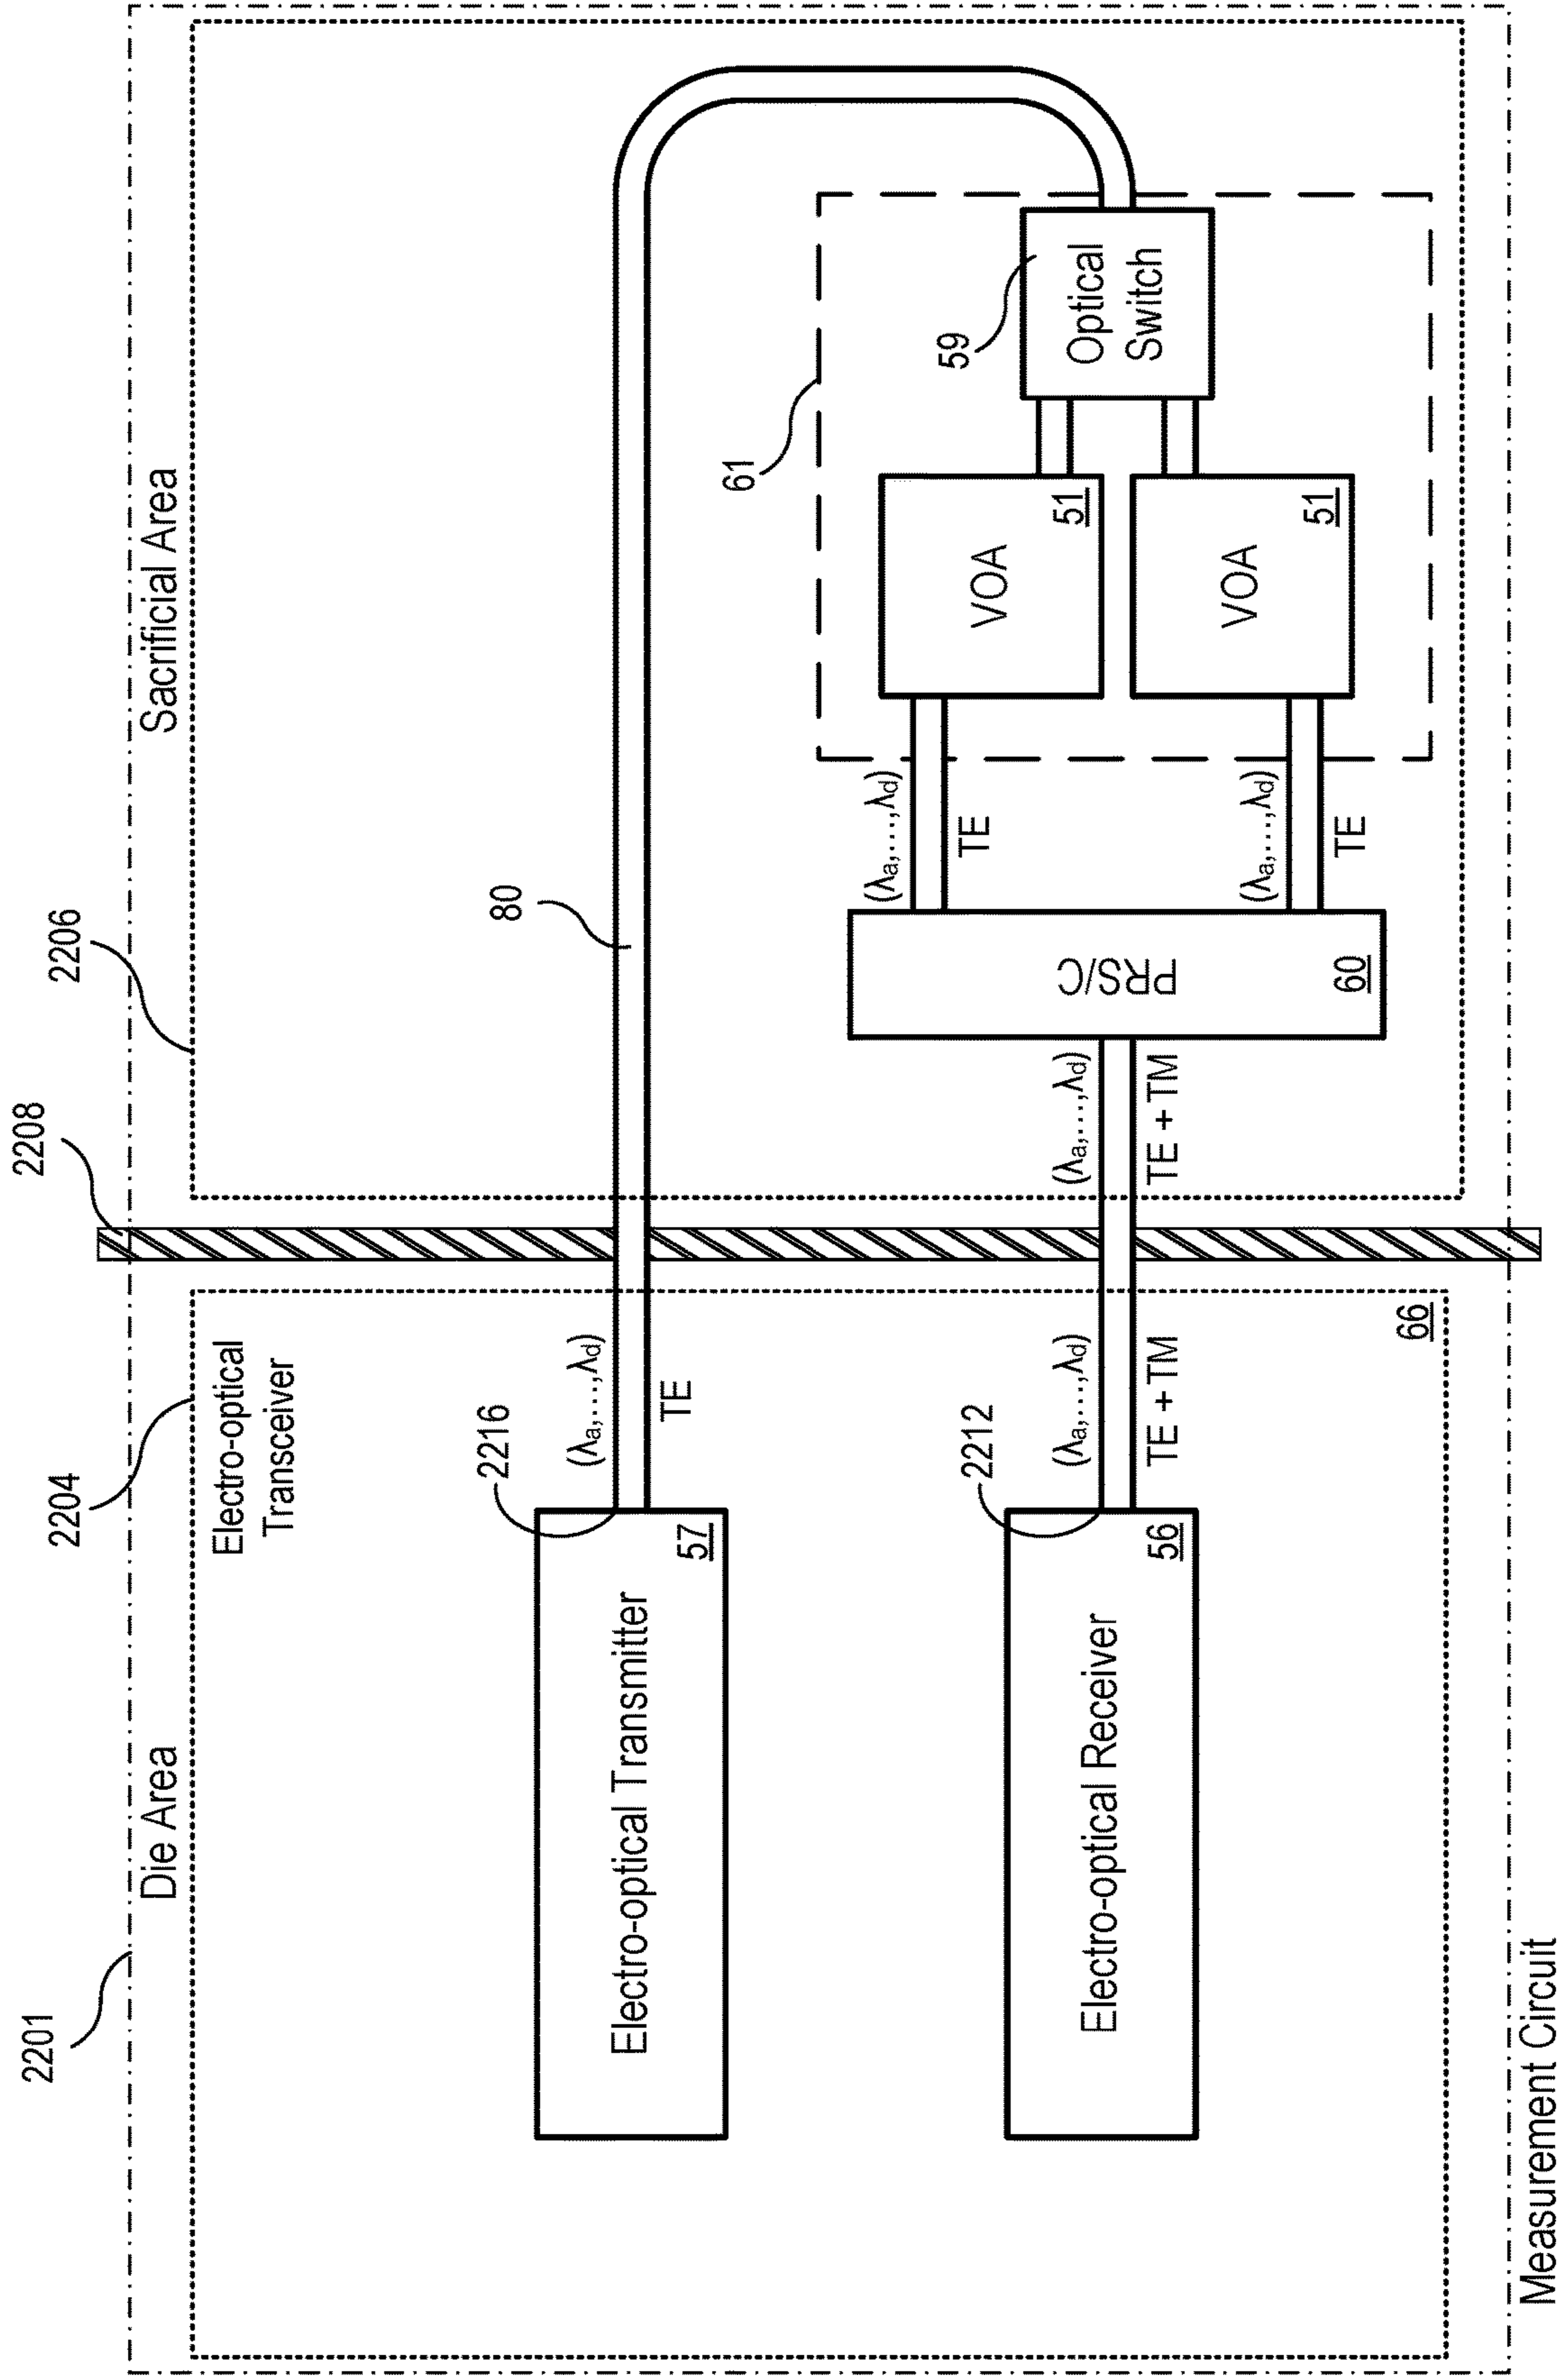 2201
Die Area
2204
Electro-optical
Transceiver
2208
2206
Sacrificial Area
Electro-optical Transmitter
57
2216
(λa,...,λd)
TE
80
Electro-optical Receiver
56
2212
(λa,...,λd)
TE + TM
66
(λa,...,λd)
TE + TM
PRS/C
60
(λa,...,λd)
TE
(λa,...,λd)
TE
61
VOA
51
VOA
51
59
Optical
Switch
Measurement Circuit